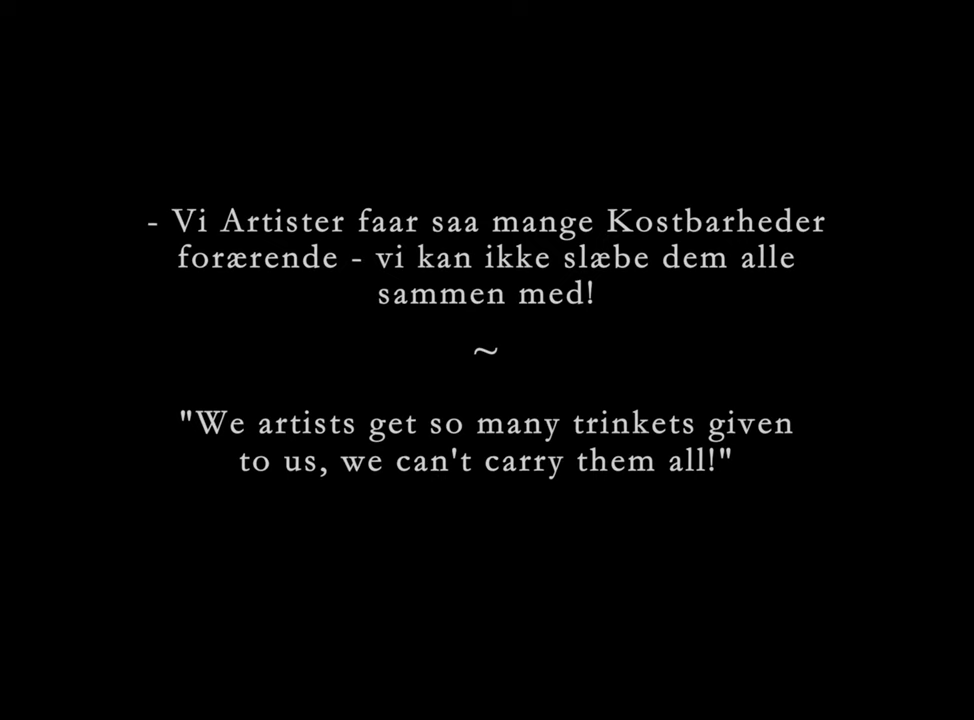 - Vi Artister faar saa mange Kostbarheder
forærende - vi kan ikke slæbe dem alle
sammen med!
~
"We artists get so many trinkets given
to us, we can't carry them all!"